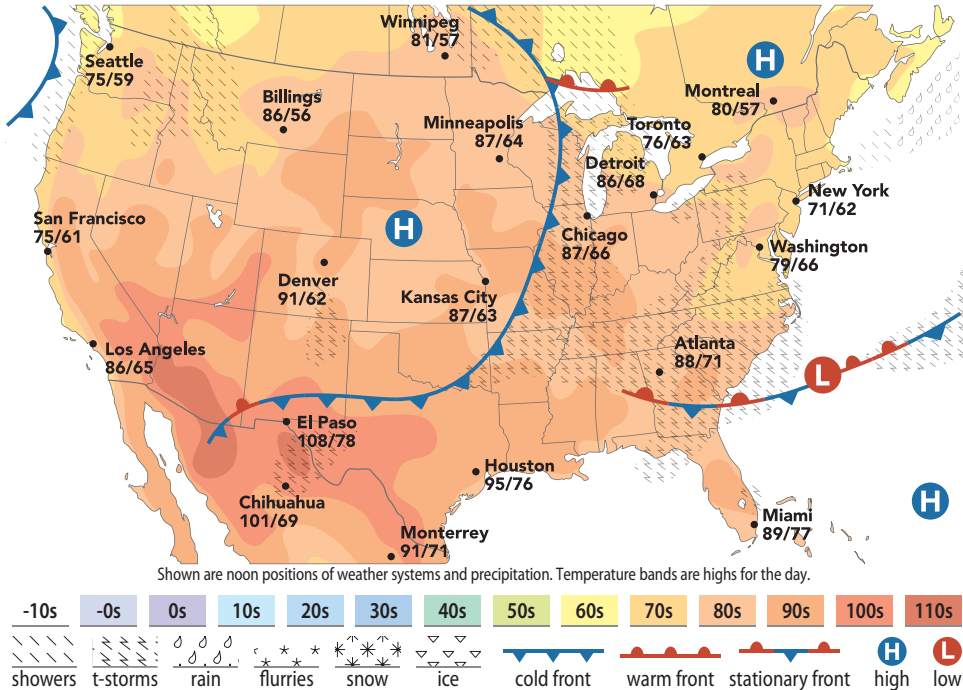 Winnipeg
81/57
Seattle
75/59
H
Billings
86/56
Montreal
80/57
Minneapolis
87/64
Toronto
76/63
Detroit
86/68
New York
71/62
San Francisco
75/61
H
Chicago
87/66
Washington
79/66
Denver
91/62
Kansas City
87/63
Los Angeles
86/65
Atlanta
88/71
L
El Paso
108/78
Houston
95/76
Chihuahua
101/69
H
Miami
89/77
Monterrey
91/71
Shown are noon positions of weather systems and precipitation. Temperature bands are highs for the day.
-10s -0s 0s 10s 20s 30s 40s 50s 60s 70s 80s 90s 100s 110s
H L
showers t-storms rain flurries snow ice cold front warm front stationary front high low